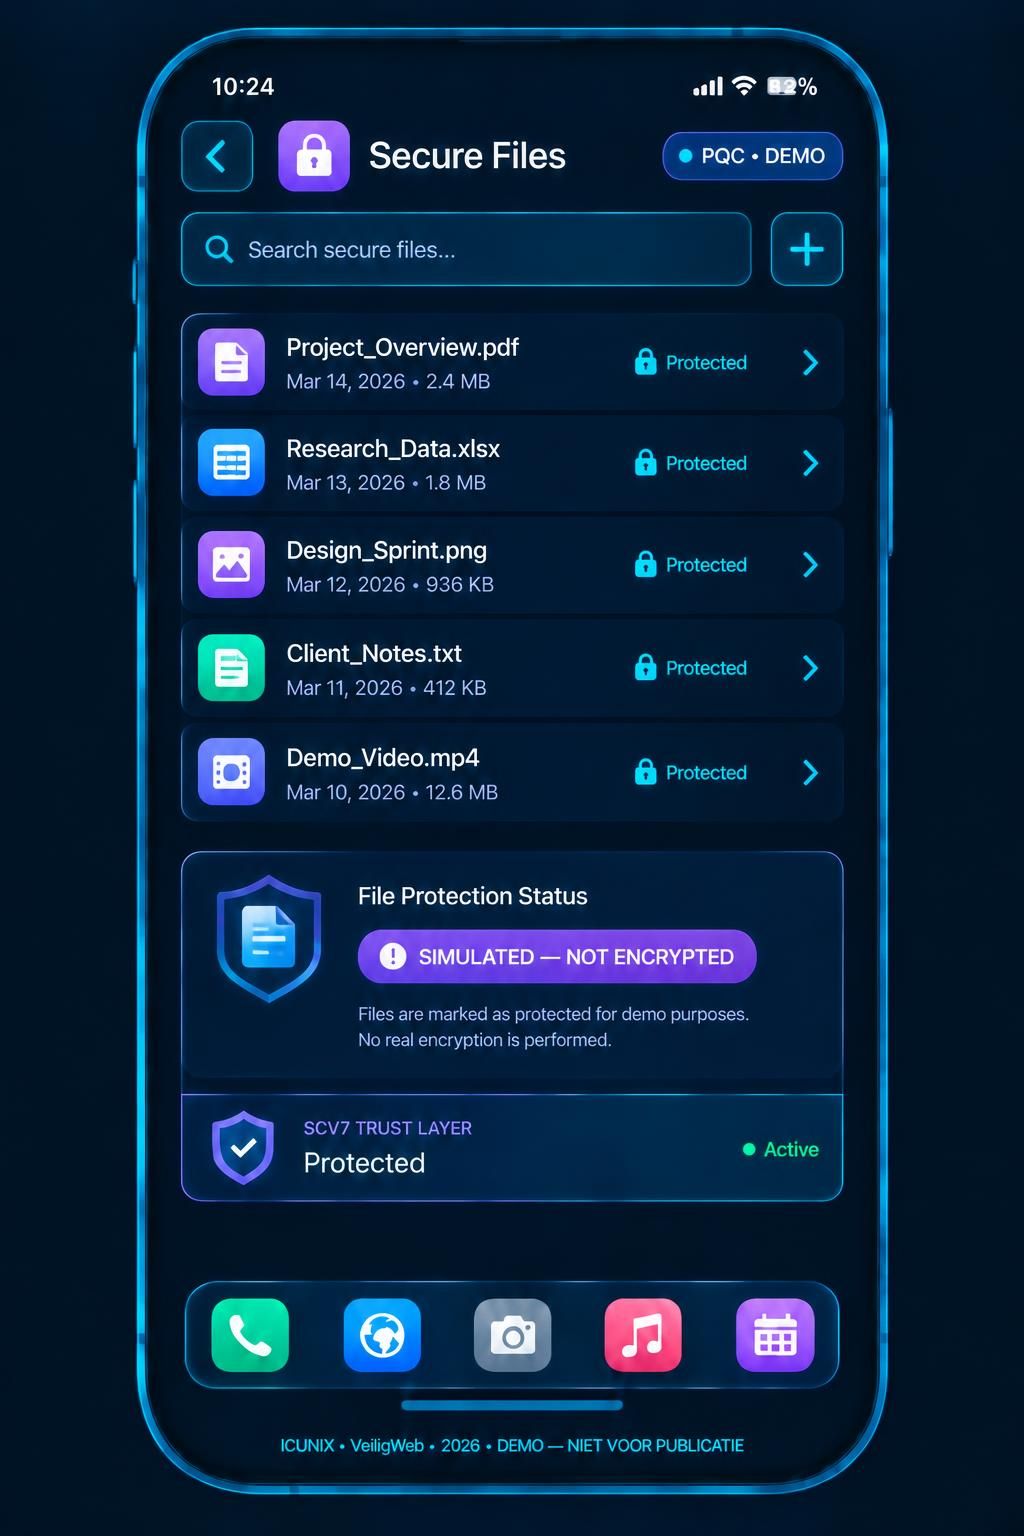 10:24
Secure Files
PQC • DEMO
Search secure files...
Project_Overview.pdf
Mar 14, 2026 • 2.4 MB
Protected
Research_Data.xlsx
Mar 13, 2026 • 1.8 MB
Protected
Design_Sprint.png
Mar 12, 2026 • 936 KB
Protected
Client_Notes.txt
Mar 11, 2026 • 412 KB
Protected
Demo_Video.mp4
Mar 10, 2026 • 12.6 MB
Protected
File Protection Status
SIMULATED — NOT ENCRYPTED
Files are marked as protected for demo purposes.
No real encryption is performed.
SCV7 TRUST LAYER
Protected
Active
ICUNIX • VeiligWeb • 2026 • DEMO — NIET VOOR PUBLICATIE